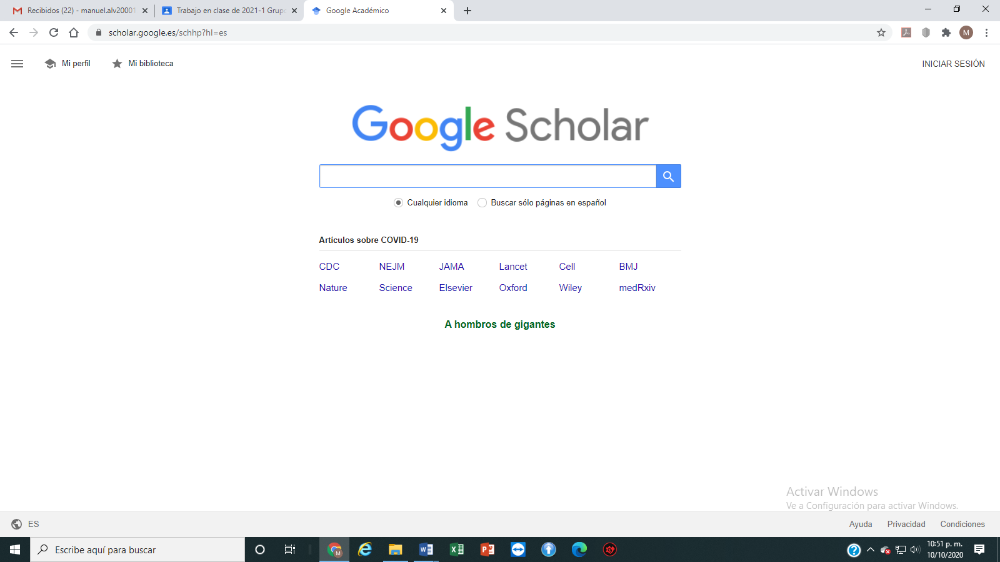 Recibidos (22) - manuel.alv20001
Trabajo en clase de 2021-1 Grupo
Google Académico
scholar.google.es/schhp?hl=es
M
Mi perfil
Mi biblioteca
INICIAR SESIÓN
Google Scholar
Cualquier idioma
Buscar sólo páginas en español
Artículos sobre COVID-19
CDC NEJM JAMA Lancet Cell BMJ
Nature Science Elsevier Oxford Wiley medRxiv
A hombros de gigantes
Activar Windows
Ve a Configuración para activar Windows.
ES
Ayuda Privacidad Condiciones
Escribe aquí para buscar
M
10:51 p. m.
10/10/2020